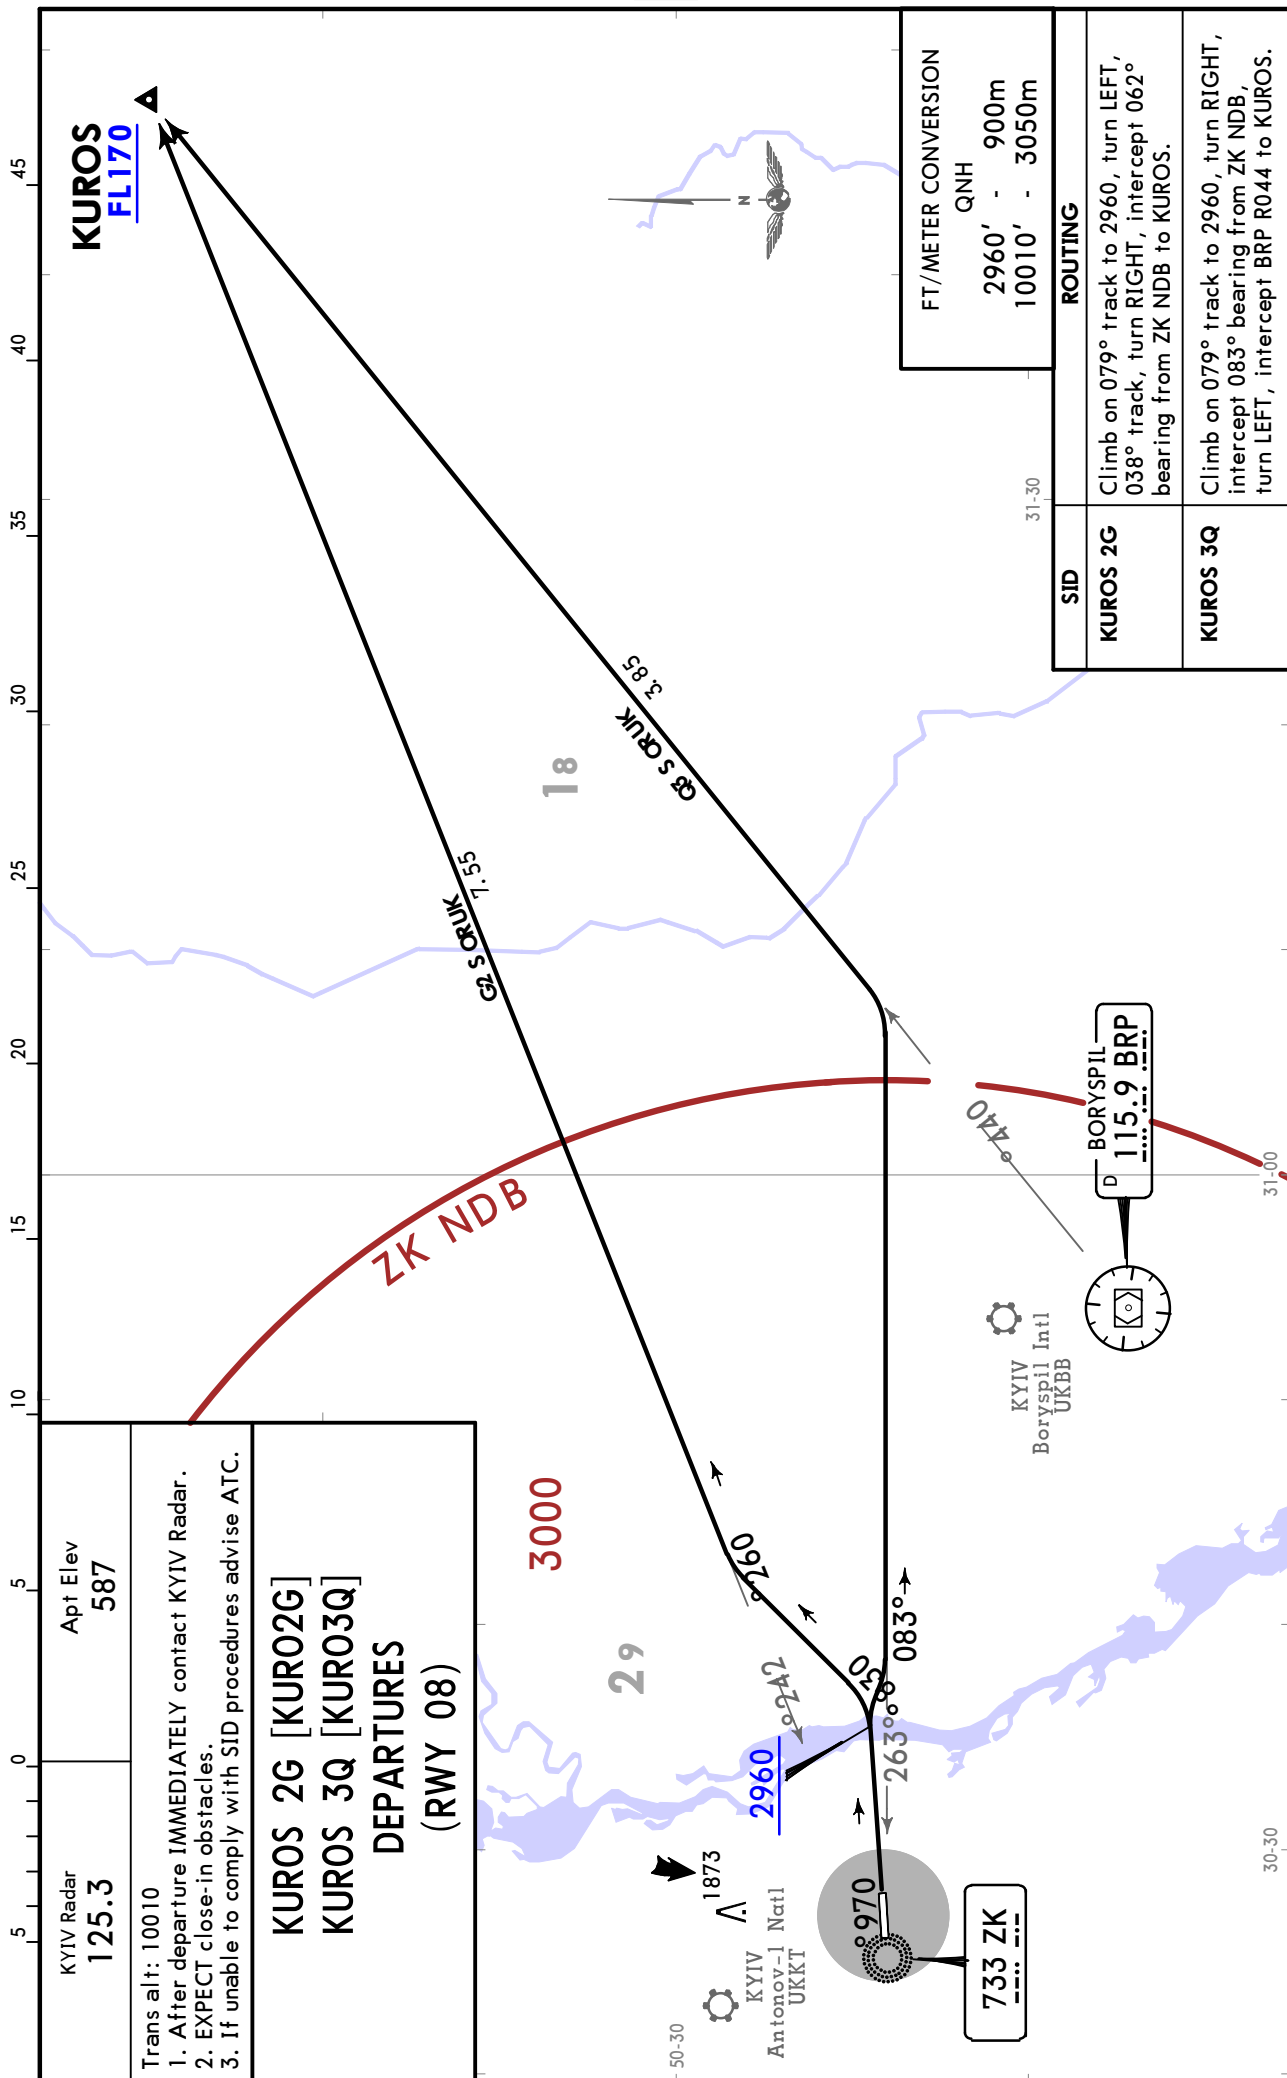 KYIV Radar
125.3
Apt Elev
587
Trans alt: 10010
1. After departure IMMEDIATELY contact KYIV Radar.
2. EXPECT close-in obstacles.
3. If unable to comply with SID procedures advise ATC.
KUROS 2G [KURO2G]
KUROS 3Q [KURO3Q]
DEPARTURES
(RWY 08)
5
0
5
10
15
20
25
30
35
40
45
KUROS
FL170
N
ZK NDB
3000
29
18
G2 SORUK
7.55
Q3 SORUK
3.85
°260
°242
2960
°830
083°
263°
°970
1873
KYIV
Antonov-1 Natl
UKKT
733 ZK
KYIV
Boryspil Intl
UKBB
D
BORYSPIL
115.9 BRP
°440
50-30
30-30
31-00
31-30
FT/METER CONVERSION
QNH
2960' - 900m
10010' - 3050m
SID
ROUTING
KUROS 2G
Climb on 079° track to 2960, turn LEFT,
038° track, turn RIGHT, intercept 062°
bearing from ZK NDB to KUROS.
KUROS 3Q
Climb on 079° track to 2960, turn RIGHT,
intercept 083° bearing from ZK NDB,
turn LEFT, intercept BRP R044 to KUROS.